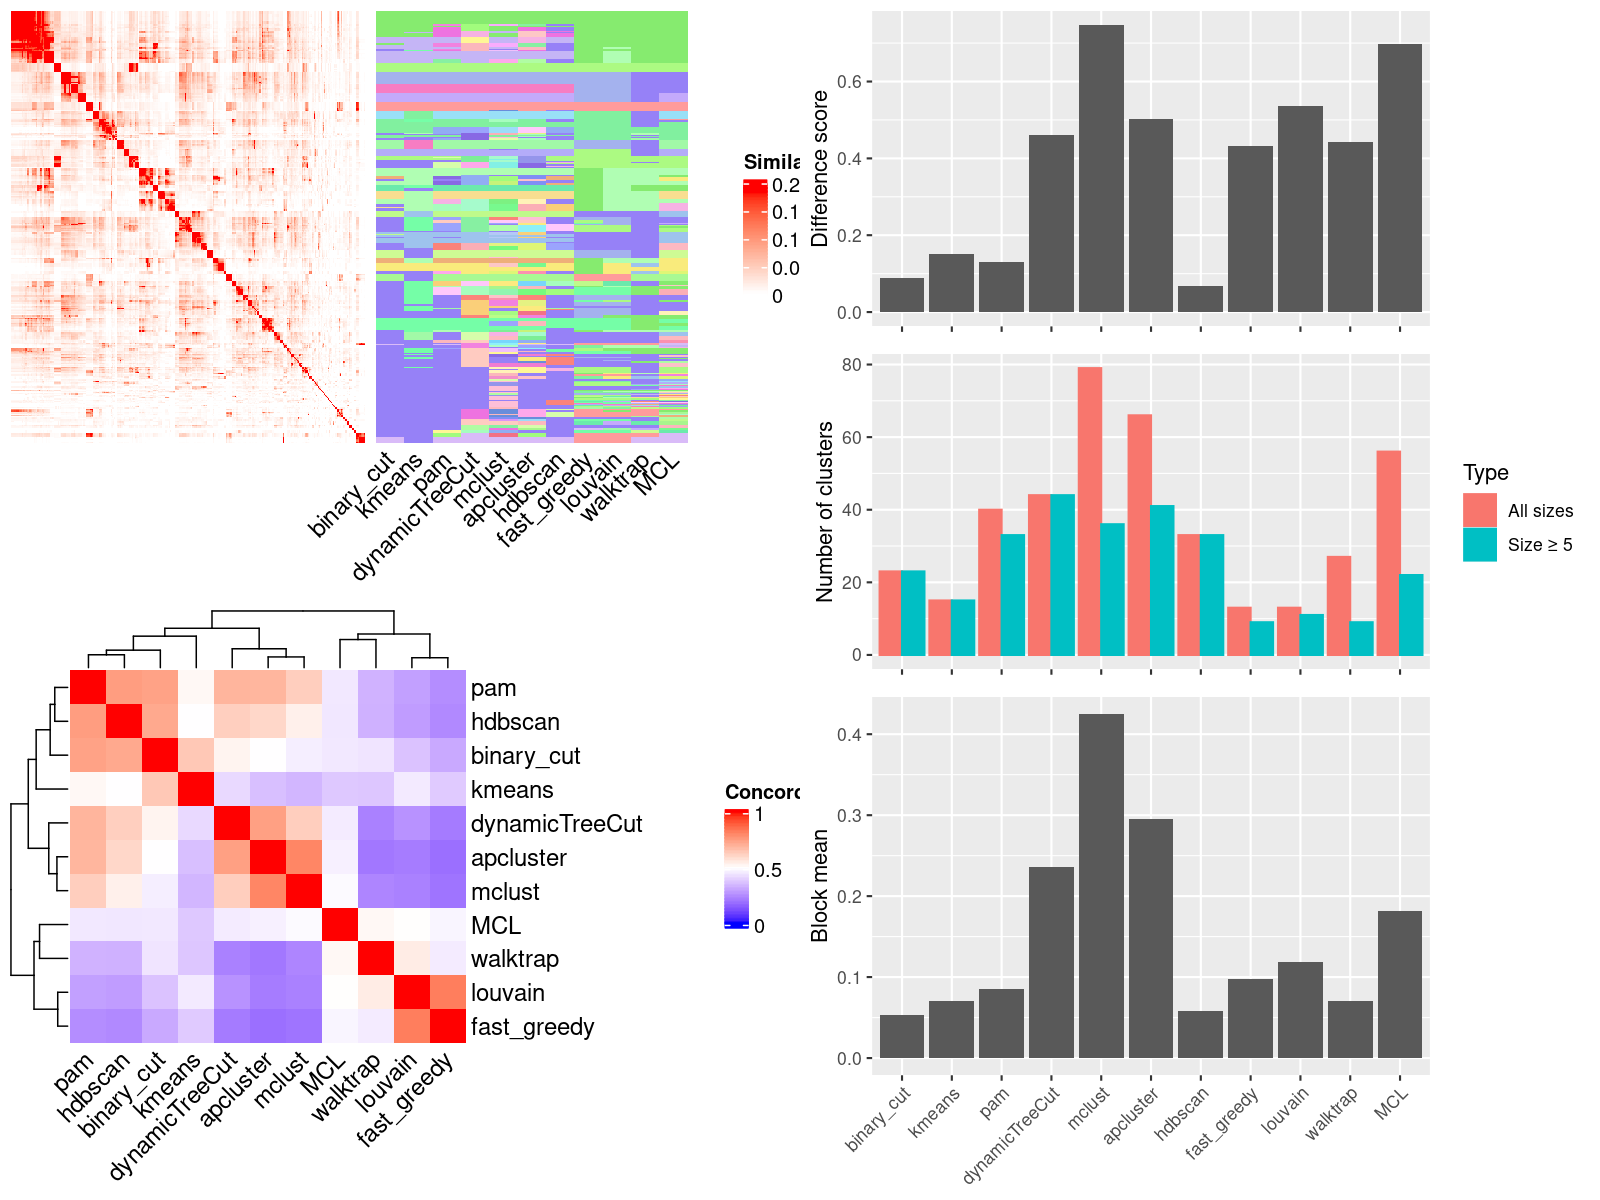 Simila
0.2
0.1
0.1
0.0
0
binary_cut
kmeans
pam
dynamicTreeCut
mclust
apcluster
hdbscan
fast_greedy
louvain
walktrap
MCL
pam
hdbscan
binary_cut
kmeans
dynamicTreeCut
apcluster
mclust
MCL
walktrap
louvain
fast_greedy
pam
hdbscan
binary_cut
kmeans
dynamicTreeCut
apcluster
mclust
MCL
walktrap
louvain
fast_greedy
Concord
1
0.5
0
Difference score
0.6
0.4
0.2
0.0
Number of clusters
80
60
40
20
0
Type
All sizes
Size ≥ 5
Block mean
0.4
0.3
0.2
0.1
0.0
binary_cut
kmeans
pam
dynamicTreeCut
mclust
apcluster
hdbscan
fast_greedy
louvain
walktrap
MCL